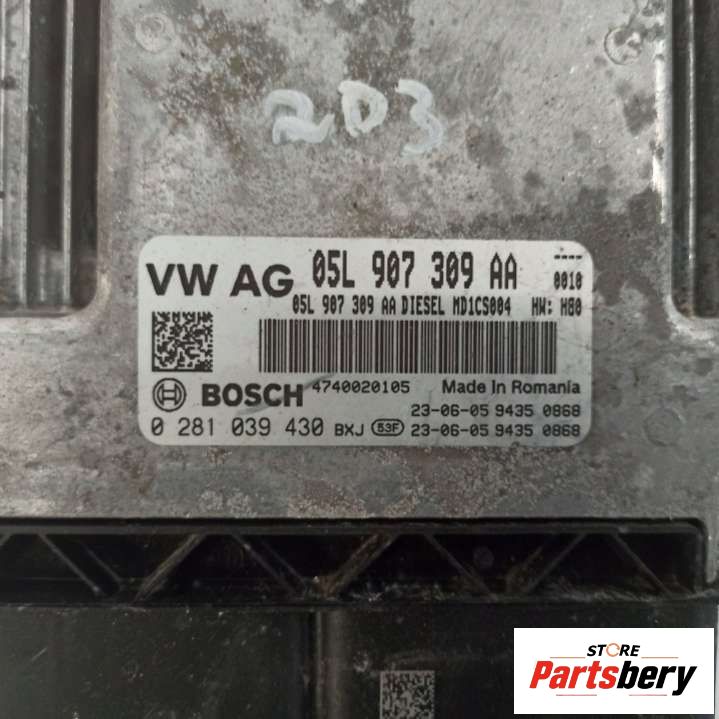 203
VW AG 05L 907 309 AA ----
0010
05L 907 309 AA DIESEL MD1CS004 HW: H80
BOSCH 4740020105 Made In Romania
23-06-05 9435 0868
0 281 039 430 BXJ 53F 23-06-05 9435 0868
STORE
Partsbery